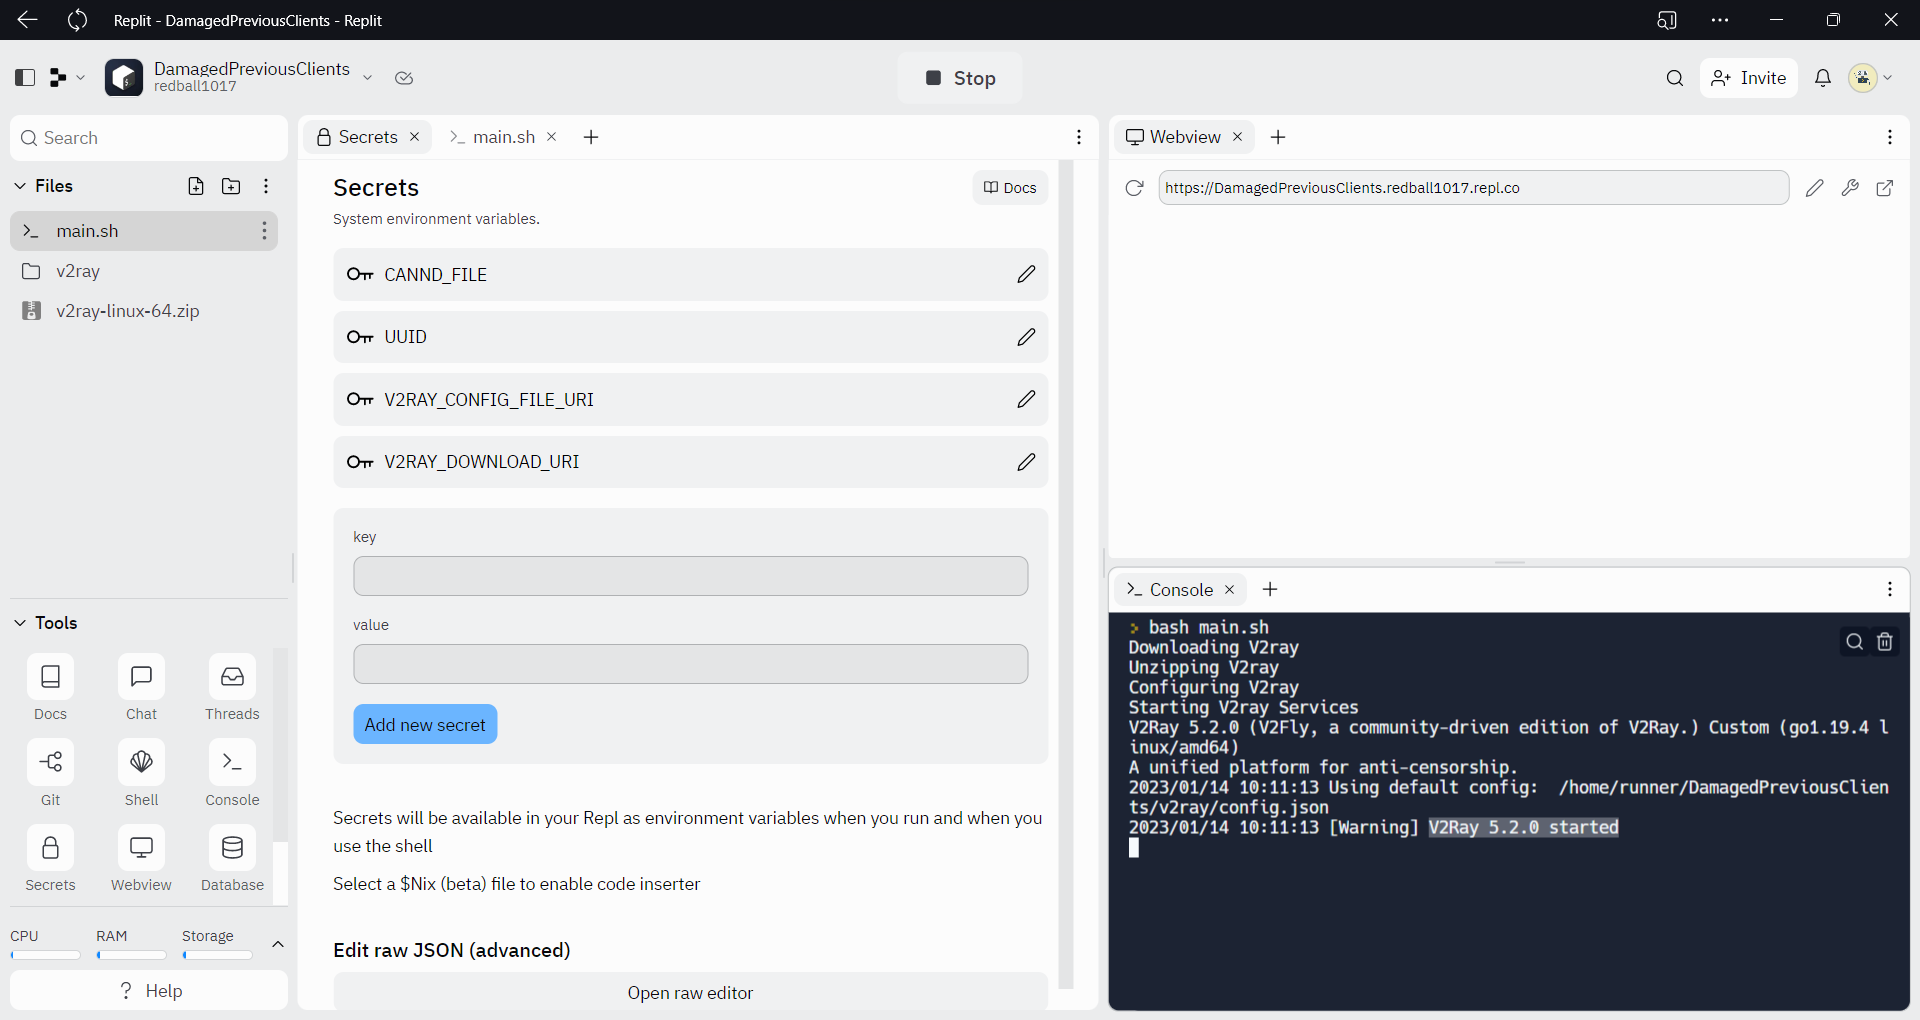 Replit - DamagedPreviousClients - Replit
DamagedPreviousClients
redball1017
Stop
Invite
Search
Files
main.sh
v2ray
v2ray-linux-64.zip
Tools
Docs
Chat
Threads
Git
Shell
Console
Secrets
Webview
Database
CPU
RAM
Storage
? Help
Secrets
main.sh
Secrets
Docs
System environment variables.
CANND_FILE
UUID
V2RAY_CONFIG_FILE_URI
V2RAY_DOWNLOAD_URI
key
value
Add new secret
Secrets will be available in your Repl as environment variables when you run and when you
use the shell
Select a $Nix (beta) file to enable code inserter
Edit raw JSON (advanced)
Open raw editor
Webview
https://DamagedPreviousClients.redball1017.repl.co
Console
bash main.sh
Downloading V2ray
Unzipping V2ray
Configuring V2ray
Starting V2ray Services
V2Ray 5.2.0 (V2Fly, a community-driven edition of V2Ray.) Custom (go1.19.4 l
inux/amd64)
A unified platform for anti-censorship.
2023/01/14 10:11:13 Using default config:  /home/runner/DamagedPreviousClien
ts/v2ray/config.json
2023/01/14 10:11:13 [Warning] V2Ray 5.2.0 started